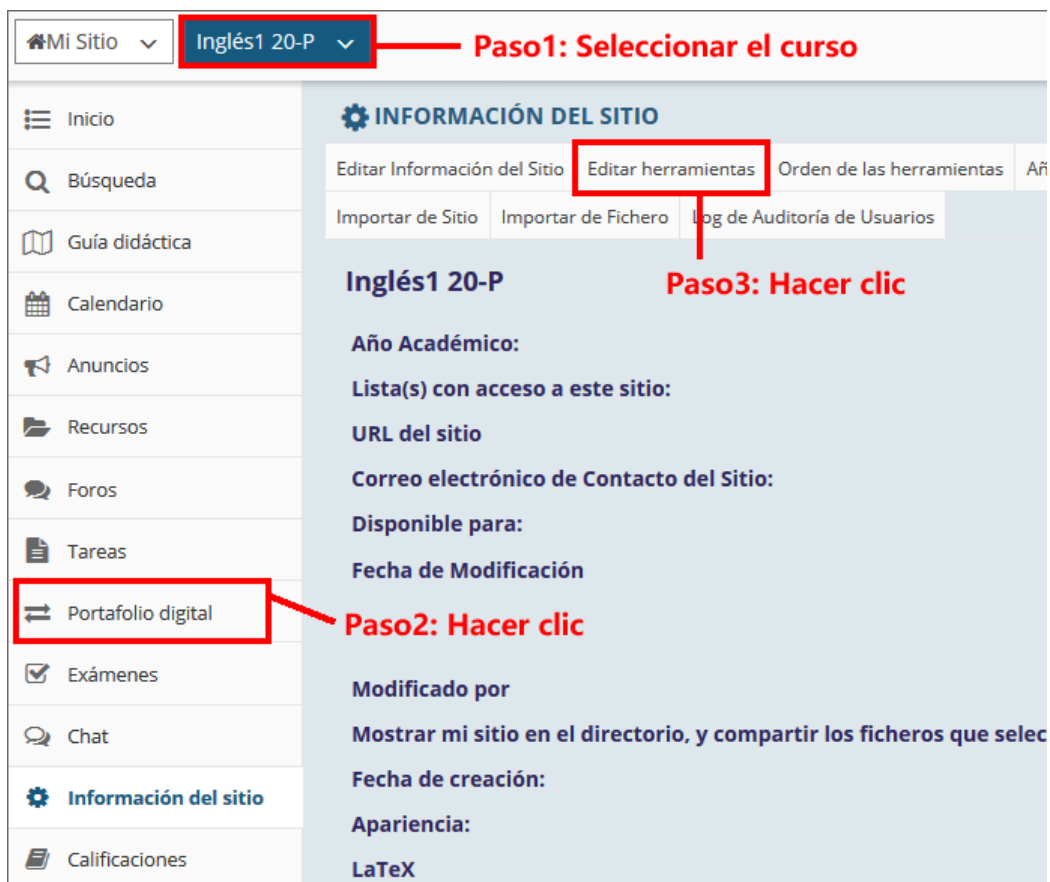 Mi Sitio
Inglés1 20-P
Paso1: Seleccionar el curso
Inicio
Búsqueda
Guía didáctica
Calendario
Anuncios
Recursos
Foros
Tareas
Portafolio digital
Exámenes
Chat
Información del sitio
Calificaciones
INFORMACIÓN DEL SITIO
Editar Información del Sitio Editar herramientas Orden de las herramientas Añ
Importar de Sitio Importar de Fichero Log de Auditoría de Usuarios
Inglés1 20-P
Paso3: Hacer clic
Año Académico:
Lista(s) con acceso a este sitio:
URL del sitio
Correo electrónico de Contacto del Sitio:
Disponible para:
Fecha de Modificación
Paso2: Hacer clic
Modificado por
Mostrar mi sitio en el directorio, y compartir los ficheros que selec
Fecha de creación:
Apariencia:
LaTeX